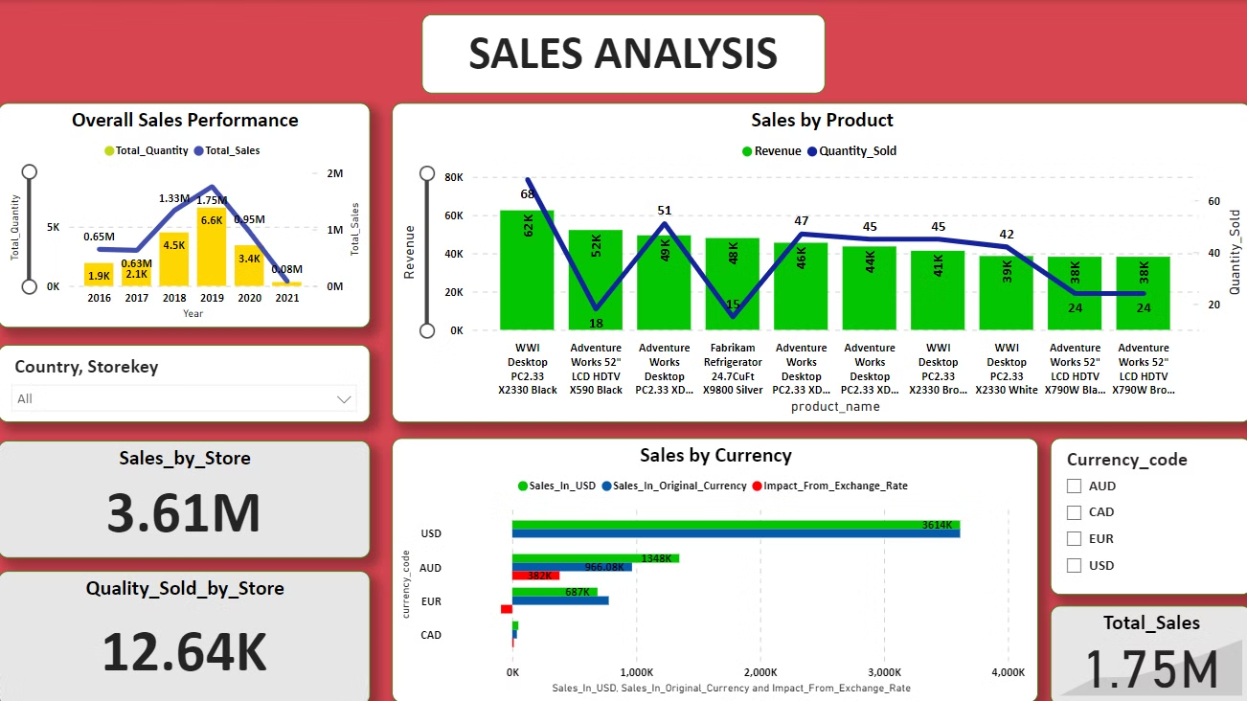 SALES ANALYSIS
Overall Sales Performance
Total_Quantity Total_Sales
Total_Quantity
5K
0K
2M
1M
0M
Total_Sales
0.65M
0.63M
1.33M
1.75M
0.95M
0.08M
1.9K
2.1K
4.5K
6.6K
3.4K
2016 2017 2018 2019 2020 2021
Year
Sales by Product
Revenue Quantity_Sold
Revenue
80K
60K
40K
20K
0K
60
40
20
Quantity_Sold
68
18
51
15
47
45
45
42
24
24
62K
52K
49K
48K
46K
44K
41K
39K
38K
38K
WWI
Desktop
PC2.33
X2330 Black
Adventure
Works 52"
LCD HDTV
X590 Black
Adventure
Works
Desktop
PC2.33 XD...
Fabrikam
Refrigerator
24.7CuFt
X9800 Silver
Adventure
Works
Desktop
PC2.33 XD...
Adventure
Works
Desktop
PC2.33 XD...
WWI
Desktop
PC2.33
X2330 Bro...
WWI
Desktop
PC2.33
X2330 White
Adventure
Works 52"
LCD HDTV
X790W Bla...
Adventure
Works 52"
LCD HDTV
X790W Bro...
product_name
Country, Storekey
All
Sales_by_Store
3.61M
Quality_Sold_by_Store
12.64K
Sales by Currency
Sales_In_USD Sales_In_Original_Currency Impact_From_Exchange_Rate
currency_code
USD
AUD
EUR
CAD
3614K
1348K
966.08K
382K
687K
0K 1,000K 2,000K 3,000K 4,000K
Sales_In_USD, Sales_In_Original_Currency and Impact_From_Exchange_Rate
Currency_code
AUD
CAD
EUR
USD
Total_Sales
1.75M